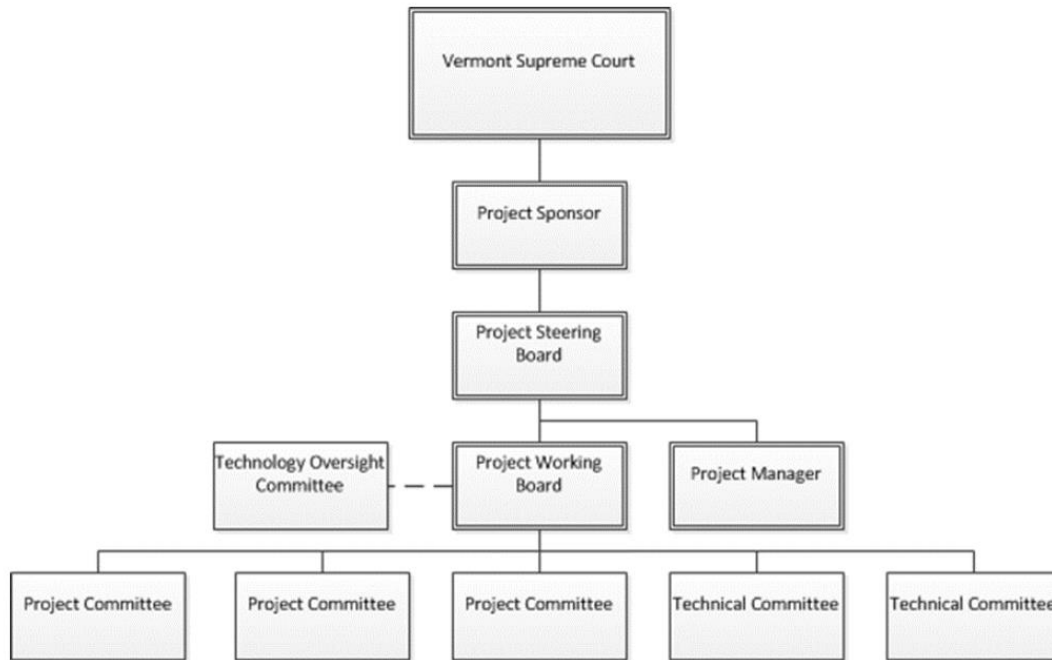 Vermont Supreme Court
Project Sponsor
Project Steering
Board
Technology Oversight
Committee
Project Working
Board
Project Manager
Project Committee
Project Committee
Project Committee
Technical Committee
Technical Committee